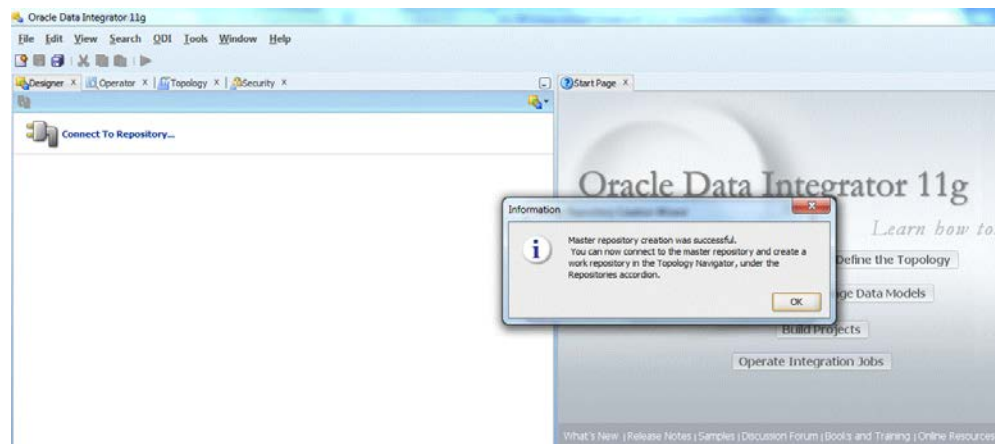 Oracle Data Integrator 11g
File Edit View Search ODI Tools Window Help
Designer x Operator x Topology x Security x
Start Page x
Connect To Repository...
Oracle Data Integrator 11g
Learn how to
Information
Master repository creation was successful.
You can now connect to the master repository and create a
work repository in the Topology Navigator, under the
Repositories accordion.
OK
Define the Topology
ge Data Models
Build Projects
Operate Integration Jobs
What's New | Release Notes | Samples | Discussion Forum | Books and Training | Online Resources